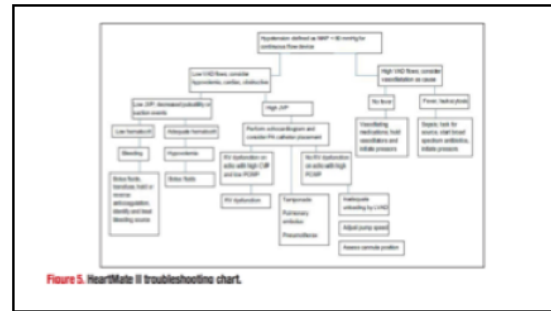 Hypotension defined as MAP < 60 mmHg for
continuous flow device
Low VAD flows, consider
hypovolemia, cardiac, obstructive
High VAD flows, consider
vasodilatation as cause
Low JVP, decreased pulsatility or
suction events
High JVP
No fever
Fever, leukocytosis
Low hematocrit
Adequate hematocrit
Perform echocardiogram and
consider PA catheter placement
Vasodilating
medications; hold
vasodilators and
initiate pressors
Sepsis; look for
source, start broad
spectrum antibiotics,
initiate pressors
Bleeding
Hypovolemia
RV dysfunction on
echo with high CVP
and low PCWP
No RV dysfunction
on echo with high
PCWP
Bolus fluids,
transfuse, hold or
reverse
anticoagulation,
identify and treat
bleeding source
Bolus fluids
RV dysfunction
Tamponade
Pulmonary
embolus
Pneumothorax
Inadequate
unloading by LVAD
Adjust pump speed
Assess cannula position
Figure 5. HeartMate II troubleshooting chart.